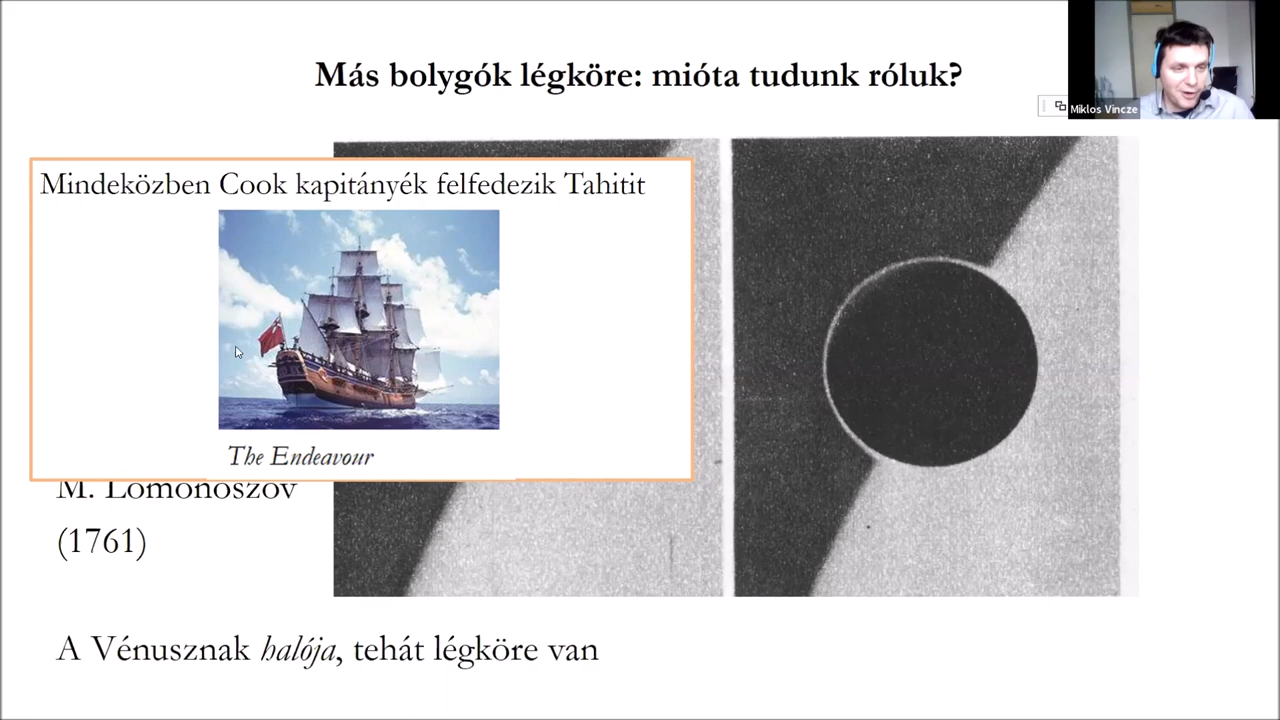 Más bolygók légköre: mióta tudunk róluk?
Miklos Vincze
Mindeközben Cook kapitányék felfedezik Tahitit
The Endeavour
M. Lomonoszov
(1761)
A Vénusznak halója, tehát légköre van